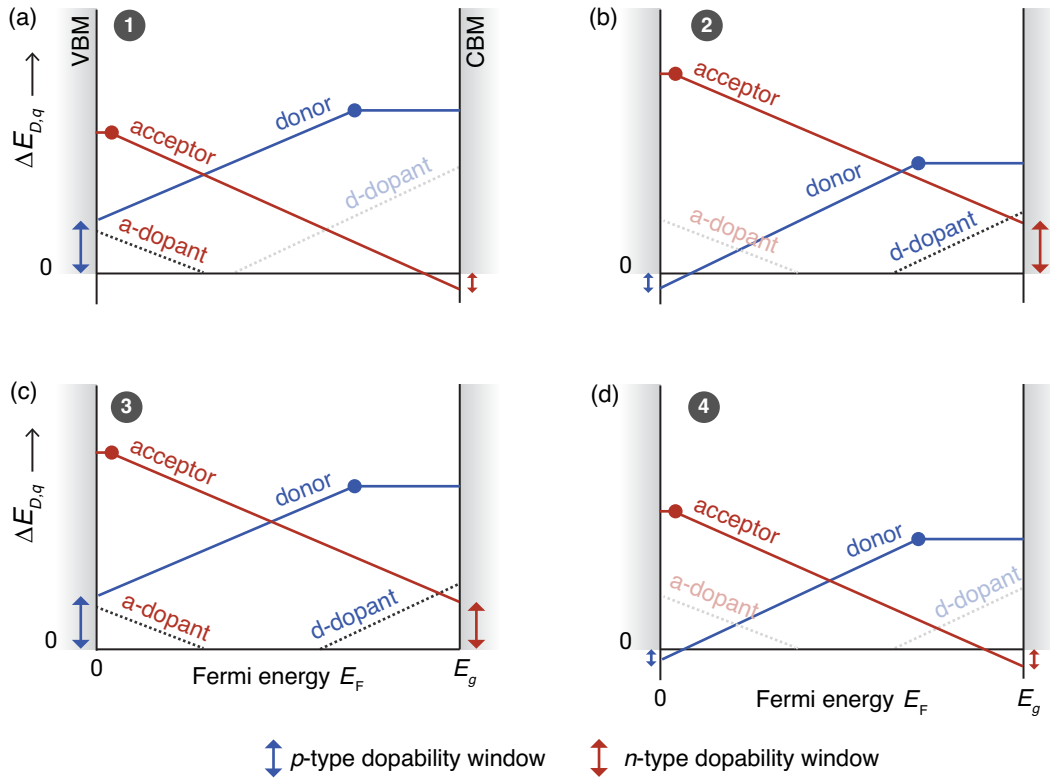 (a)
1
VBM
CBM
ΔE_D,q
donor
acceptor
d-dopant
a-dopant
0
(b)
2
acceptor
donor
a-dopant
d-dopant
0
(c)
3
ΔE_D,q
acceptor
donor
a-dopant
d-dopant
0
0
Fermi energy E_F
E_g
(d)
4
acceptor
donor
a-dopant
d-dopant
0
0
Fermi energy E_F
E_g
p-type dopability window
n-type dopability window